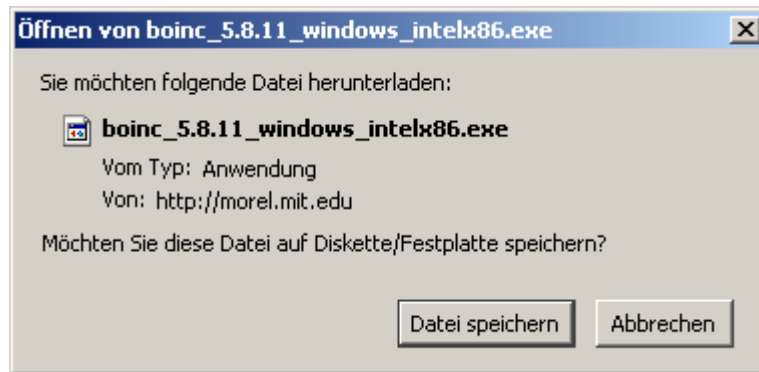 Öffnen von boinc_5.8.11_windows_intelx86.exe
Sie möchten folgende Datei herunterladen:
boinc_5.8.11_windows_intelx86.exe
Vom Typ: Anwendung
Von: http://morel.mit.edu
Möchten Sie diese Datei auf Diskette/Festplatte speichern?
Datei speichern Abbrechen